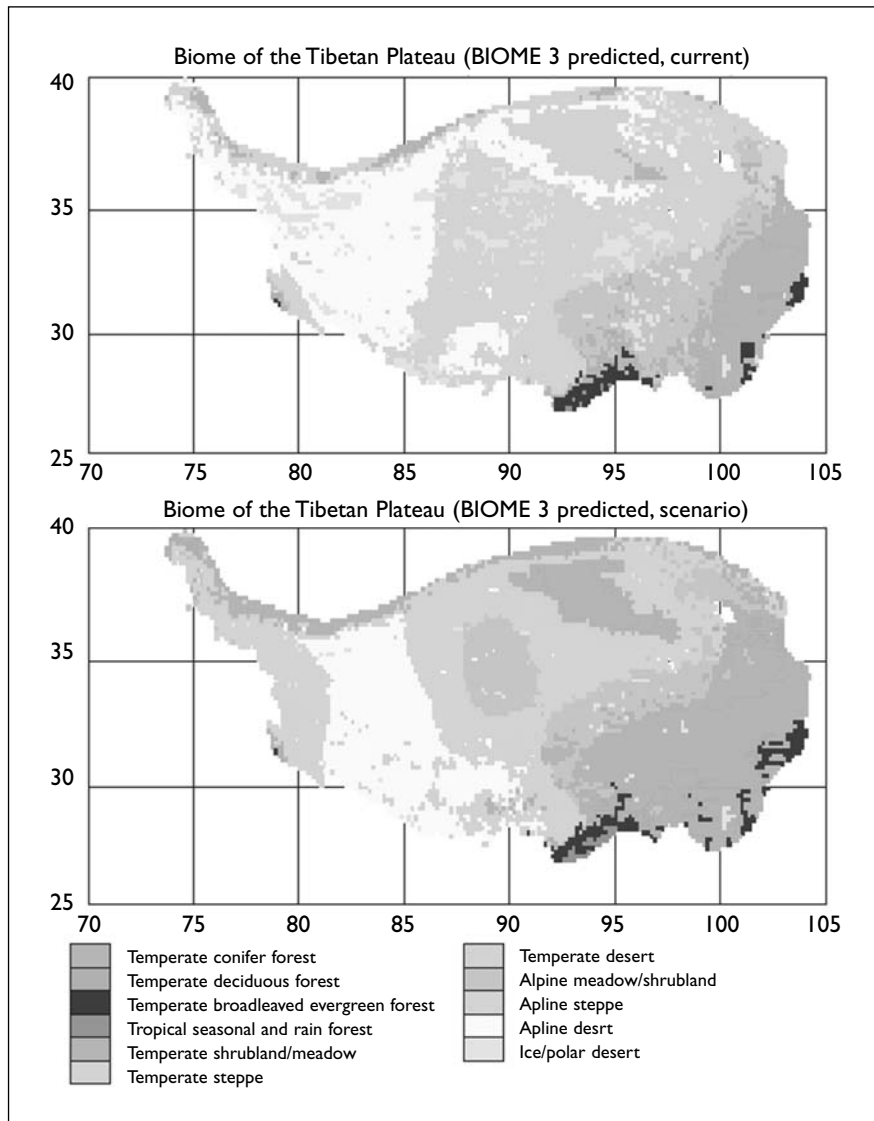 Biome of the Tibetan Plateau (BIOME 3 predicted, current)
40
35
30
25
70 75 80 85 90 95 100 105
Biome of the Tibetan Plateau (BIOME 3 predicted, scenario)
40
35
30
25
70 75 80 85 90 95 100 105
Temperate conifer forest
Temperate deciduous forest
Temperate broadleaved evergreen forest
Tropical seasonal and rain forest
Temperate shrubland/meadow
Temperate steppe
Temperate desert
Alpine meadow/shrubland
Apline steppe
Apline desrt
Ice/polar desert